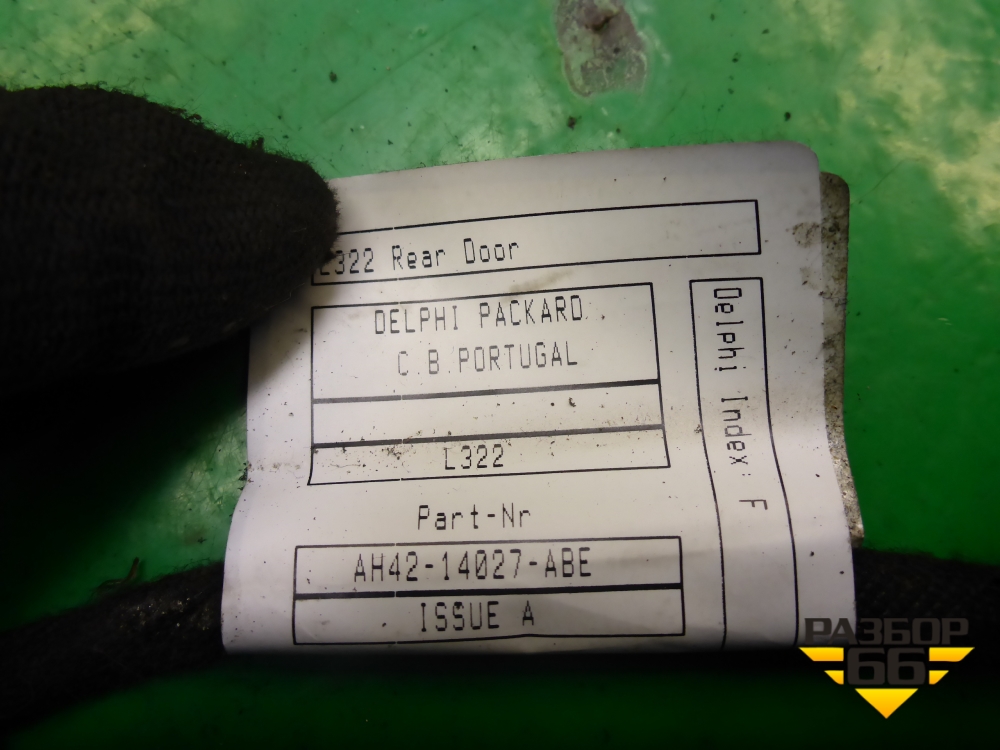 L322 Rear Door
DELPHI PACKARD
C.B.PORTUGAL
L322
Delphi Index: F
Part-Nr
AH42-14027-ABE
ISSUE A
РАЗБОР
66